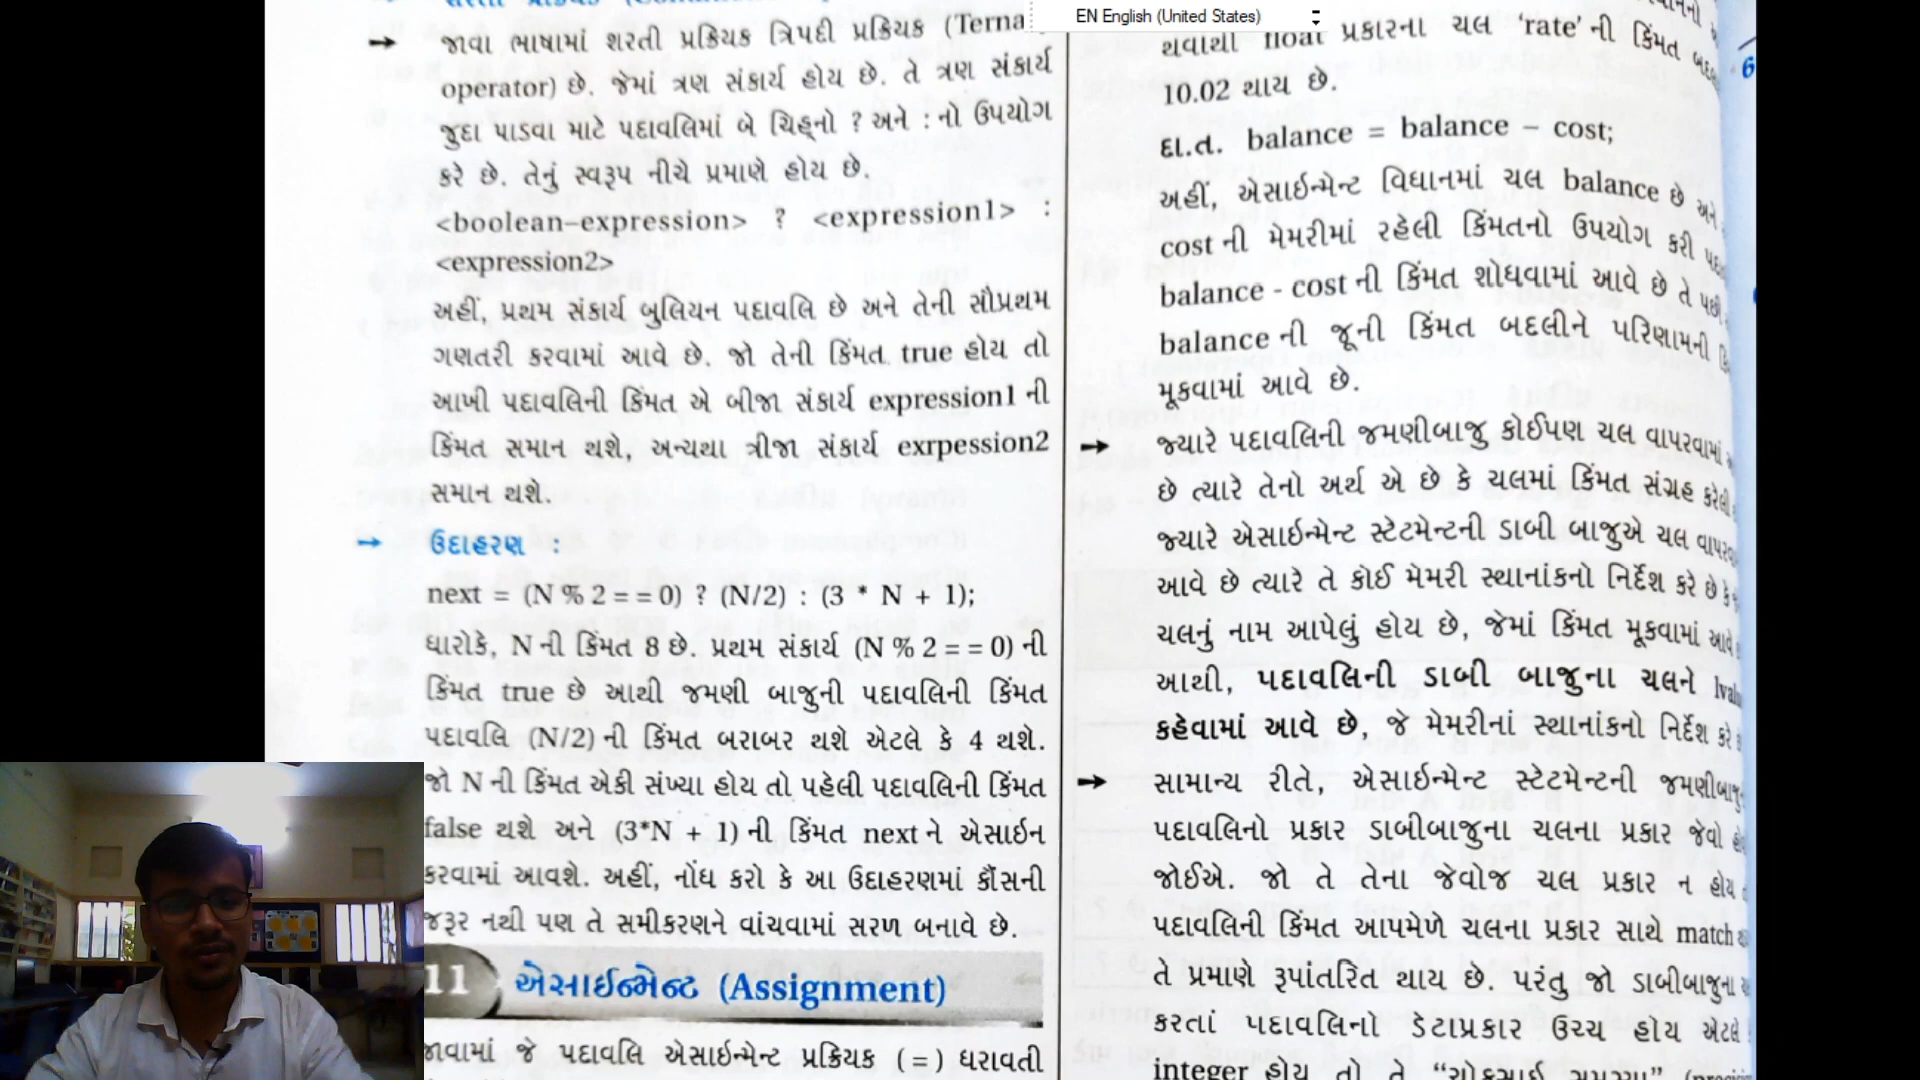 EN English (United States)
→ જાવા ભાષામાં શરતી પ્રક્રિયક ત્રિપદી પ્રક્રિયક
operator) છે. જેમાં ત્રણ સંકાર્ય હોય છે. તે ત્રણ સંકાર્ય
જુદા પાડવા માટે પદાવલિમાં બે ચિહ્નો ? અને : નો ઉપયોગ
કરે છે. તેનું સ્વરૂપ નીચે પ્રમાણે હોય છે.
<boolean-expression> ? <expression1> :
<expression2>
અહીં, પ્રથમ સંકાર્ય બુલિયન પદાવલિ છે અને તેની સૌપ્રથમ
ગણતરી કરવામાં આવે છે. જો તેની કિંમત true હોય તો
આખી પદાવલિની કિંમત એ બીજા સંકાર્ય expression1 ની
કિંમત સમાન થશે, અન્યથા ત્રીજા સંકાર્ય exrpession2
સમાન થશે.
→ ઉદાહરણ :
next = (N % 2 = = 0) ? (N/2) : (3 * N + 1);
ધારોકે, N ની કિંમત 8 છે. પ્રથમ સંકાર્ય (N % 2 = = 0) ની
કિંમત true છે આથી જમણી બાજુની પદાવલિની કિંમત
પદાવલિ (N/2) ની કિંમત બરાબર થશે એટલે કે 4 થશે.
જો N ની કિંમત એકી સંખ્યા હોય તો પહેલી પદાવલિની કિંમત
false થશે અને (3*N + 1) ની કિંમત next ને એસાઇન
કરવામાં આવશે. અહીં, નોંધ કરો કે આ ઉદાહરણમાં કૌંસની
જરૂર નથી પણ તે સમીકરણને વાંચવામાં સરળ બનાવે છે.
11 એસાઈન્મેન્ટ (Assignment)
જાવામાં જે પદાવલિ એસાઇન્મેન્ટ પ્રક્રિયક ( = ) ધરાવતી
થવાથી float પ્રકારના ચલ ‘rate’ ની કિંમત
10.02 થાય છે.
દા.ત. balance = balance – cost;
અહીં, એસાઇન્મેન્ટ વિધાનમાં ચલ balance છે અને
cost ની મેમરીમાં રહેલી કિંમતનો ઉપયોગ કરી
balance - cost ની કિંમત શોધવામાં આવે છે તે પછી
balance ની જૂની કિંમત બદલીને પરિણામની
મૂકવામાં આવે છે.
→ જ્યારે પદાવલિની જમણીબાજુ કોઈપણ ચલ વાપરવામાં
છે ત્યારે તેનો અર્થ એ છે કે ચલમાં કિંમત સંગ્રહ કરેલી
જ્યારે એસાઇન્મેન્ટ સ્ટેટમેન્ટની ડાબી બાજુએ ચલ
આવે છે ત્યારે તે કોઈ મેમરી સ્થાનાંકનો નિર્દેશ કરે છે કે
ચલનું નામ આપેલું હોય છે, જેમાં કિંમત મૂકવામાં આવે
આથી, પદાવલિની ડાબી બાજુના ચલને
કહેવામાં આવે છે, જે મેમરીનાં સ્થાનાંકનો નિર્દેશ કરે
→ સામાન્ય રીતે, એસાઇન્મેન્ટ સ્ટેટમેન્ટની
પદાવલિનો પ્રકાર ડાબીબાજુના ચલના પ્રકાર જેવો
જોઈએ. જો તે તેના જેવોજ ચલ પ્રકાર ન હોય
પદાવલિની કિંમત આપમેળે ચલના પ્રકાર સાથે match
તે પ્રમાણે રૂપાંતરિત થાય છે. પરંતુ જો ડાબીબાજુના
કરતાં પદાવલિનો ડેટાપ્રકાર ઉચ્ચ હોય એટલે
integer હોય તો તે